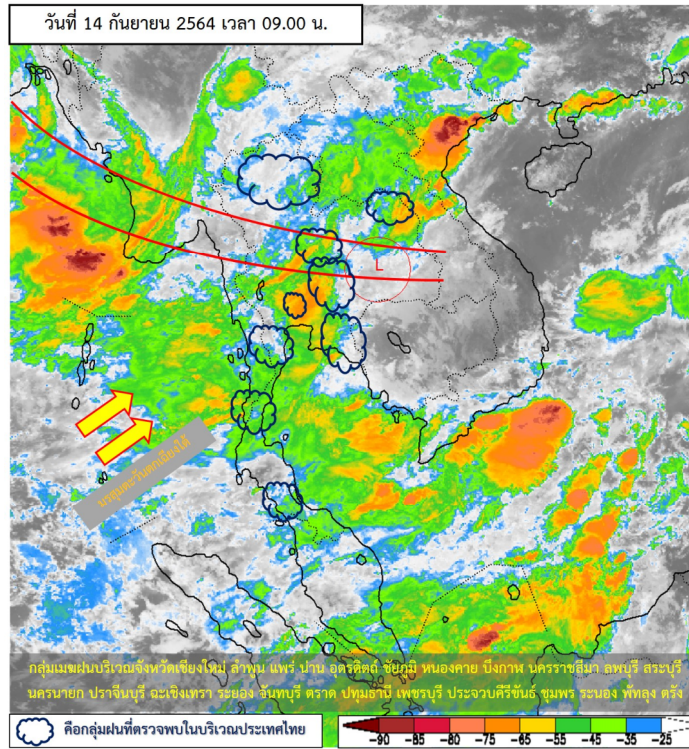 วันที่ 14 กันยายน 2564 เวลา 09.00 น.
L
มรสุมตะวันตกเฉียงใต้
กลุ่มเมฆฝนบริเวณจังหวัดเชียงใหม่ ลำพูน แพร่ น่าน อุตรดิตถ์ ชัยภูมิ หนองคาย บึงกาฬ นครราชสีมา ลพบุรี สระบุรี
นครนายก ปราจีนบุรี ฉะเชิงเทรา ระยอง จันทบุรี ตราด ปทุมธานี เพชรบุรี ประจวบคีรีขันธ์ ชุมพร ระนอง พัทลุง ตรัง
คือกลุ่มฝนที่ตรวจพบในบริเวณประเทศไทย
-90 -85 -80 -75 -65 -55 -45 -35 -25